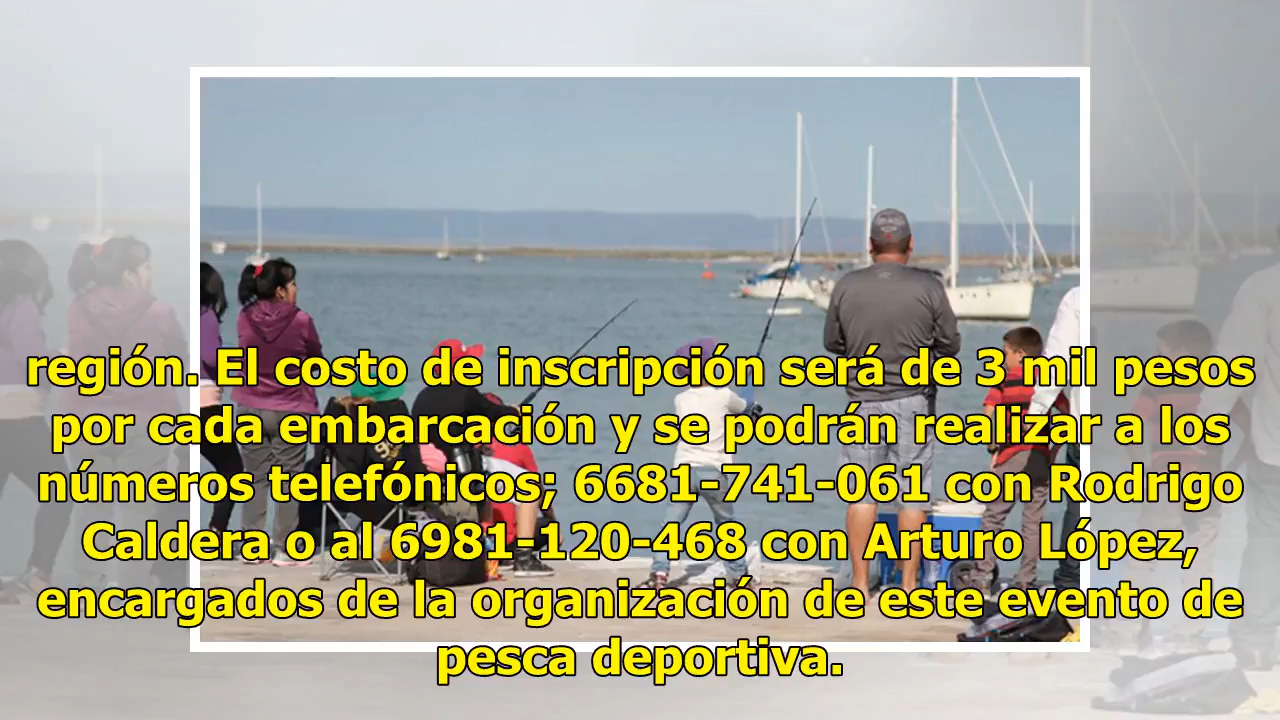 región. El costo de inscripción será de 3 mil pesos
por cada embarcación y se podrán realizar a los
números telefónicos; 6681-741-061 con Rodrigo
Caldera o al 6981-120-468 con Arturo López,
encargados de la organización de este evento de
pesca deportiva.